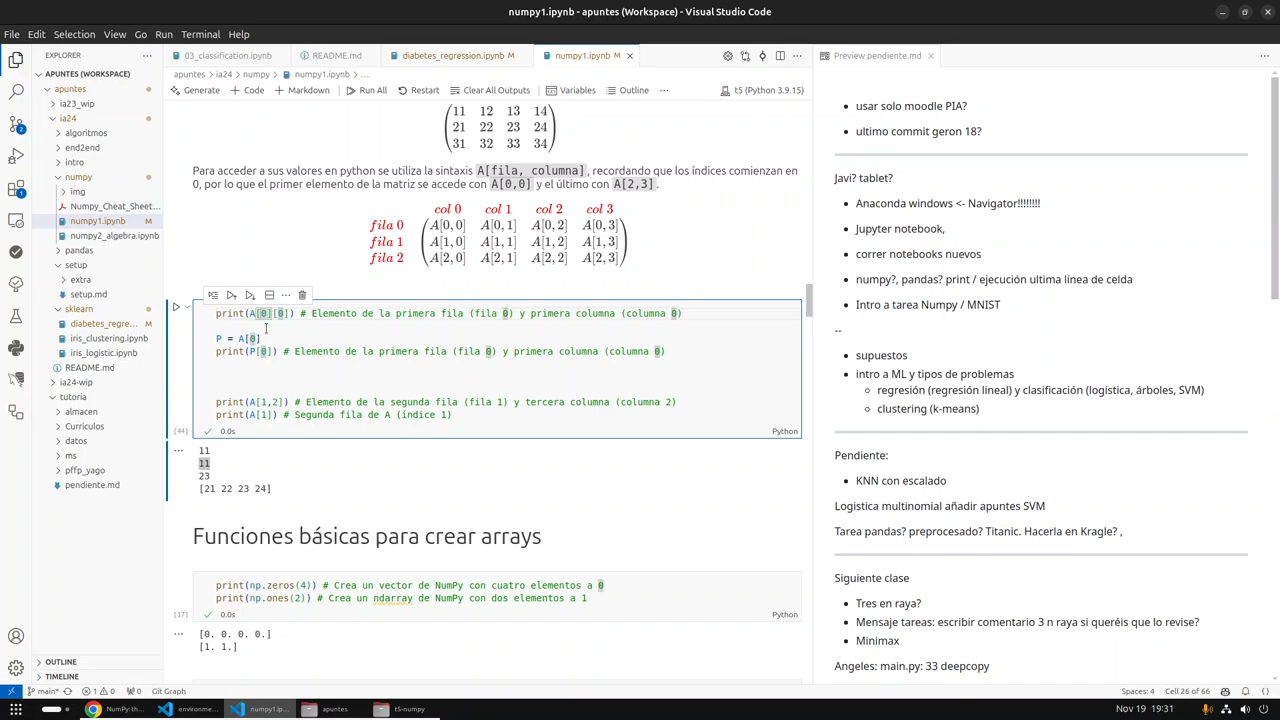 numpy1.ipynb - apuntes (Workspace) - Visual Studio Code
File Edit Selection View Go Run Terminal Help
EXPLORER
APUNTES (WORKSPACE)
apuntes
ia23_wip
ia24
algoritmos
end2end
intro
numpy
img
Numpy_Cheat_Sheet...
numpy1.ipynb M
numpy2_algebra.ipynb
pandas
setup
extra
setup.md
sklearn
diabetes_regre... M
iris_clustering.ipynb
iris_logistic.ipynb
README.md
ia24-wip
tutoria
almacen
Curriculos
datos
ms
pffp_yago
pendiente.md
OUTLINE
TIMELINE
03_classification.ipynb README.md diabetes_regression.ipynb M numpy1.ipynb M
apuntes > ia24 > numpy > numpy1.ipynb > ...
Generate + Code + Markdown Run All Restart Clear All Outputs Variables Outline ... t5 (Python 3.9.15)
11 12 13 14
21 22 23 24
31 32 33 34
Para acceder a sus valores en python se utiliza la sintaxis A[fila, columna], recordando que los índices comienzan en
0, por lo que el primer elemento de la matriz se accede con A[0,0] y el último con A[2,3].
col 0 col 1 col 2 col 3
fila 0 A[0, 0] A[0, 1] A[0, 2] A[0, 3]
fila 1 A[1, 0] A[1, 1] A[1, 2] A[1, 3]
fila 2 A[2, 0] A[2, 1] A[2, 2] A[2, 3]
print(A[0][0]) # Elemento de la primera fila (fila 0) y primera columna (columna 0)
P = A[0]
print(P[0]) # Elemento de la primera fila (fila 0) y primera columna (columna 0)
print(A[1,2]) # Elemento de la segunda fila (fila 1) y tercera columna (columna 2)
print(A[1]) # Segunda fila de A (índice 1)
[44] 0.0s Python
11
11
23
[21 22 23 24]
Funciones básicas para crear arrays
print(np.zeros(4)) # Crea un vector de NumPy con cuatro elementos a 0
print(np.ones(2)) # Crea un ndarray de NumPy con dos elementos a 1
[17] 0.0s Python
[0. 0. 0. 0.]
[1. 1.]
Preview pendiente.md
usar solo moodle PIA?
ultimo commit geron 18?
Javi? tablet?
Anaconda windows <- Navigator!!!!!!!!
Jupyter notebook,
correr notebooks nuevos
numpy?, pandas? print / ejecución ultima línea de celda
Intro a tarea Numpy / MNIST
--
supuestos
intro a ML y tipos de problemas
regresión (regresión lineal) y clasificación (logística, árboles, SVM)
clustering (k-means)
Pendiente:
KNN con escalado
Logistica multinomial añadir apuntes SVM
Tarea pandas? preprocesado? Titanic. Hacerla en Kragle? ,
Siguiente clase
Tres en raya?
Mensaje tareas: escribir comentario 3 n raya si queréis que lo revise?
Minimax
Angeles: main.py: 33 deepcopy
main* 1 0 0 Git Graph Spaces: 4 Cell 26 of 66
NumPy: th... environme... numpy1.ip... apuntes t5-numpy Nov 19 19:31